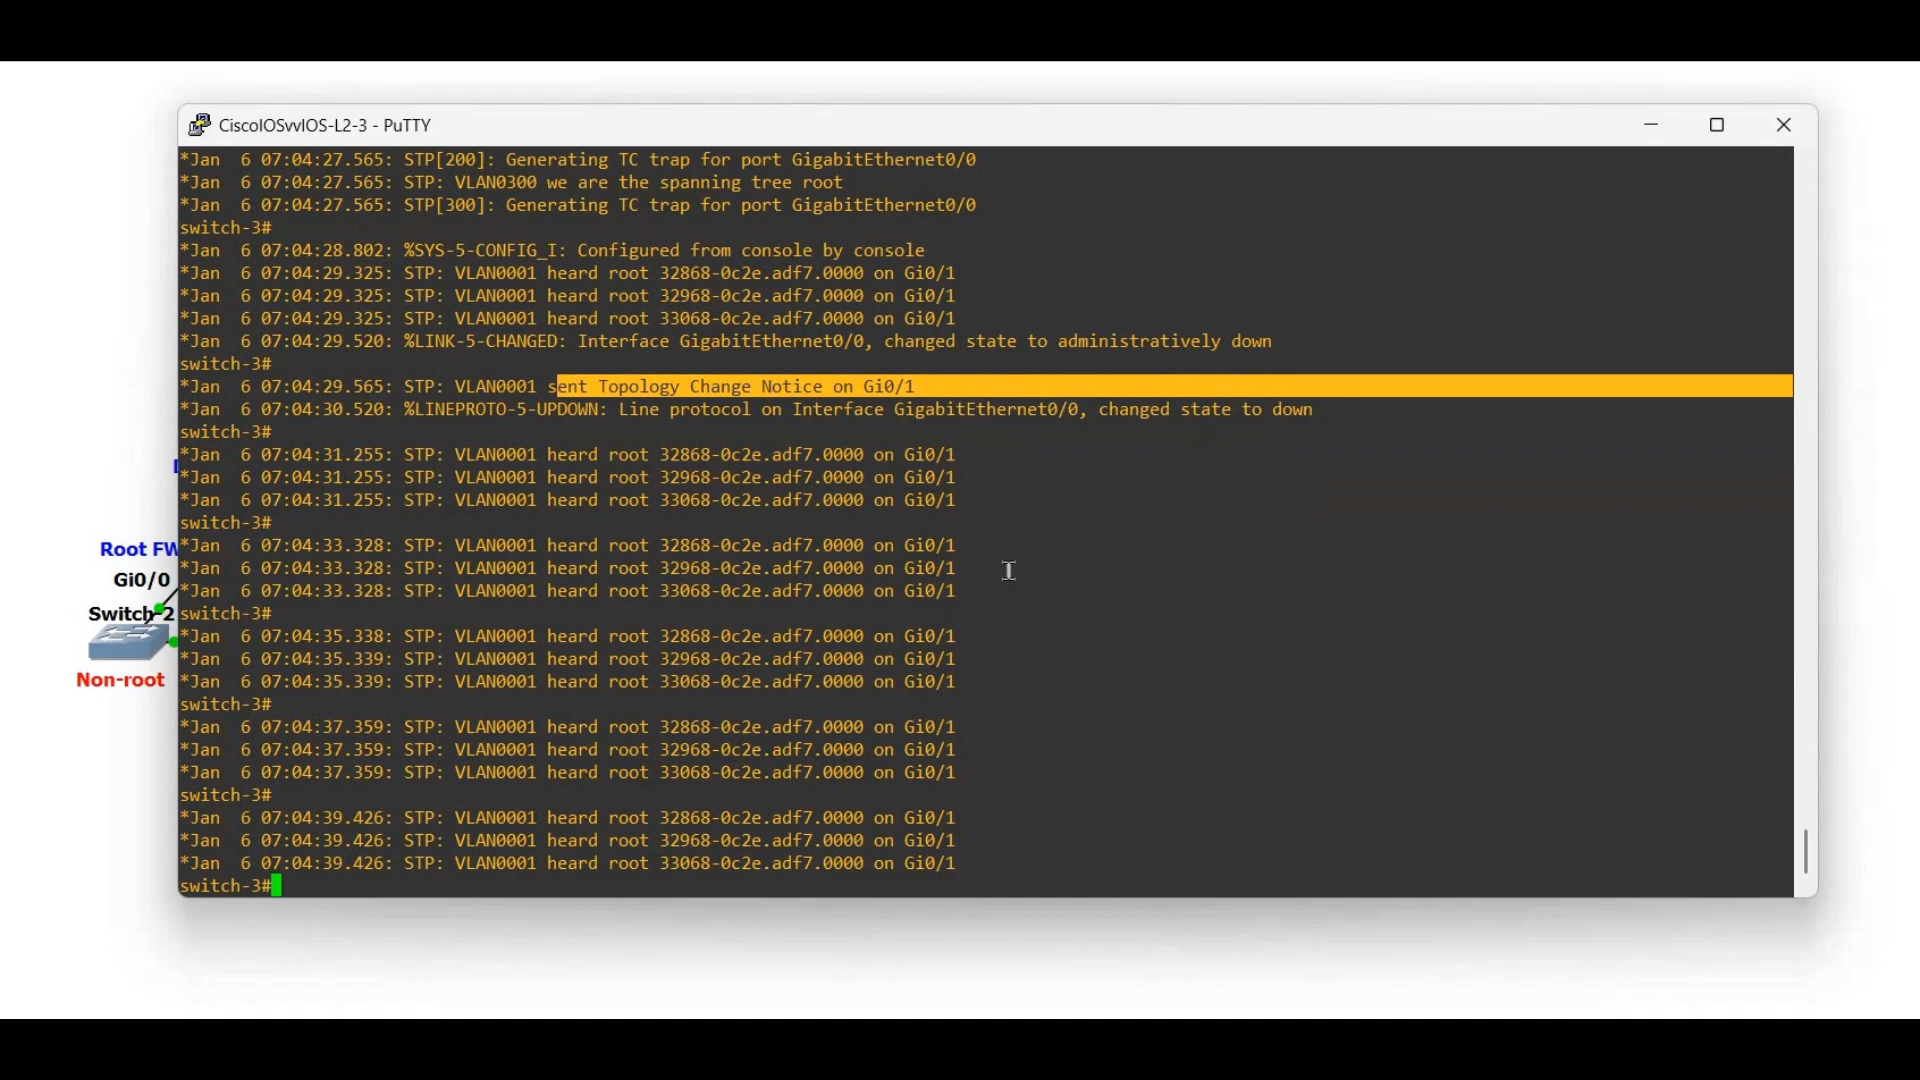 CiscoIOSvvIOS-L2-3 - PuTTY
*Jan  6 07:04:27.565: STP[200]: Generating TC trap for port GigabitEthernet0/0
*Jan  6 07:04:27.565: STP: VLAN0300 we are the spanning tree root
*Jan  6 07:04:27.565: STP[300]: Generating TC trap for port GigabitEthernet0/0
switch-3#
*Jan  6 07:04:28.802: %SYS-5-CONFIG_I: Configured from console by console
*Jan  6 07:04:29.325: STP: VLAN0001 heard root 32868-0c2e.adf7.0000 on Gi0/1
*Jan  6 07:04:29.325: STP: VLAN0001 heard root 32968-0c2e.adf7.0000 on Gi0/1
*Jan  6 07:04:29.325: STP: VLAN0001 heard root 33068-0c2e.adf7.0000 on Gi0/1
*Jan  6 07:04:29.520: %LINK-5-CHANGED: Interface GigabitEthernet0/0, changed state to administratively down
switch-3#
*Jan  6 07:04:29.565: STP: VLAN0001 sent Topology Change Notice on Gi0/1
*Jan  6 07:04:30.520: %LINEPROTO-5-UPDOWN: Line protocol on Interface GigabitEthernet0/0, changed state to down
switch-3#
*Jan  6 07:04:31.255: STP: VLAN0001 heard root 32868-0c2e.adf7.0000 on Gi0/1
*Jan  6 07:04:31.255: STP: VLAN0001 heard root 32968-0c2e.adf7.0000 on Gi0/1
*Jan  6 07:04:31.255: STP: VLAN0001 heard root 33068-0c2e.adf7.0000 on Gi0/1
switch-3#
*Jan  6 07:04:33.328: STP: VLAN0001 heard root 32868-0c2e.adf7.0000 on Gi0/1
*Jan  6 07:04:33.328: STP: VLAN0001 heard root 32968-0c2e.adf7.0000 on Gi0/1
*Jan  6 07:04:33.328: STP: VLAN0001 heard root 33068-0c2e.adf7.0000 on Gi0/1
switch-3#
*Jan  6 07:04:35.338: STP: VLAN0001 heard root 32868-0c2e.adf7.0000 on Gi0/1
*Jan  6 07:04:35.339: STP: VLAN0001 heard root 32968-0c2e.adf7.0000 on Gi0/1
*Jan  6 07:04:35.339: STP: VLAN0001 heard root 33068-0c2e.adf7.0000 on Gi0/1
switch-3#
*Jan  6 07:04:37.359: STP: VLAN0001 heard root 32868-0c2e.adf7.0000 on Gi0/1
*Jan  6 07:04:37.359: STP: VLAN0001 heard root 32968-0c2e.adf7.0000 on Gi0/1
*Jan  6 07:04:37.359: STP: VLAN0001 heard root 33068-0c2e.adf7.0000 on Gi0/1
switch-3#
*Jan  6 07:04:39.426: STP: VLAN0001 heard root 32868-0c2e.adf7.0000 on Gi0/1
*Jan  6 07:04:39.426: STP: VLAN0001 heard root 32968-0c2e.adf7.0000 on Gi0/1
*Jan  6 07:04:39.426: STP: VLAN0001 heard root 33068-0c2e.adf7.0000 on Gi0/1
switch-3#
Root FW
Gi0/0
Switch-2
Non-root